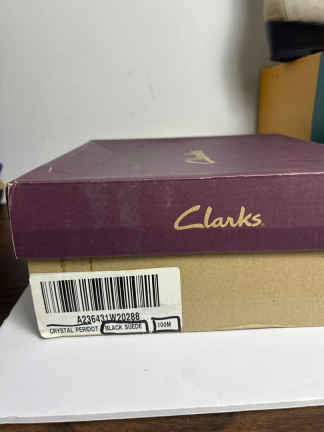 Clarks
A236431W20288
CRYSTAL PERIDOT BLACK SUEDE 100M